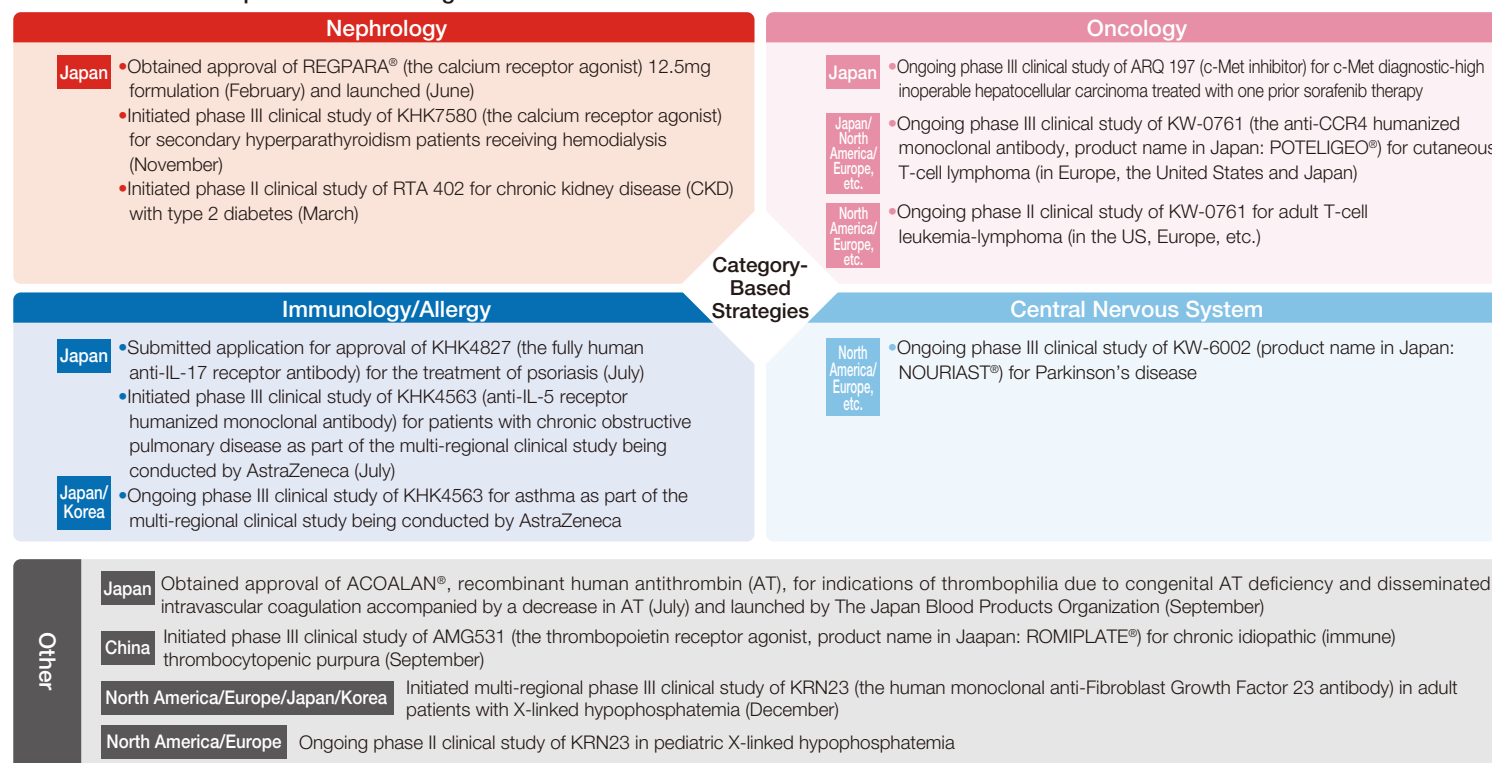 Nephrology
Japan
•Obtained approval of REGPARA® (the calcium receptor agonist) 12.5mg
formulation (February) and launched (June)
•Initiated phase III clinical study of KHK7580 (the calcium receptor agonist)
for secondary hyperparathyroidism patients receiving hemodialysis
(November)
•Initiated phase II clinical study of RTA 402 for chronic kidney disease (CKD)
with type 2 diabetes (March)
Oncology
Japan
•Ongoing phase III clinical study of ARQ 197 (c-Met inhibitor) for c-Met diagnostic-high
inoperable hepatocellular carcinoma treated with one prior sorafenib therapy
Japan/
North
America/
Europe,
etc.
•Ongoing phase III clinical study of KW-0761 (the anti-CCR4 humanized
monoclonal antibody, product name in Japan: POTELIGEO®) for cutaneous
T-cell lymphoma (in Europe, the United States and Japan)
North
America/
Europe,
etc.
•Ongoing phase II clinical study of KW-0761 for adult T-cell
leukemia-lymphoma (in the US, Europe, etc.)
Category-
Based
Strategies
Immunology/Allergy
Japan
•Submitted application for approval of KHK4827 (the fully human
anti-IL-17 receptor antibody) for the treatment of psoriasis (July)
•Initiated phase III clinical study of KHK4563 (anti-IL-5 receptor
humanized monoclonal antibody) for patients with chronic obstructive
pulmonary disease as part of the multi-regional clinical study being
conducted by AstraZeneca (July)
Japan/
Korea
•Ongoing phase III clinical study of KHK4563 for asthma as part of the
multi-regional clinical study being conducted by AstraZeneca
Central Nervous System
North
America/
Europe,
etc.
•Ongoing phase III clinical study of KW-6002 (product name in Japan:
NOURIAST®) for Parkinson's disease
Other
Japan
Obtained approval of ACOALAN®, recombinant human antithrombin (AT), for indications of thrombophilia due to congenital AT deficiency and disseminated
intravascular coagulation accompanied by a decrease in AT (July) and launched by The Japan Blood Products Organization (September)
China
Initiated phase III clinical study of AMG531 (the thrombopoietin receptor agonist, product name in Jaapan: ROMIPLATE®) for chronic idiopathic (immune)
thrombocytopenic purpura (September)
North America/Europe/Japan/Korea
Initiated multi-regional phase III clinical study of KRN23 (the human monoclonal anti-Fibroblast Growth Factor 23 antibody) in adult
patients with X-linked hypophosphatemia (December)
North America/Europe
Ongoing phase II clinical study of KRN23 in pediatric X-linked hypophosphatemia